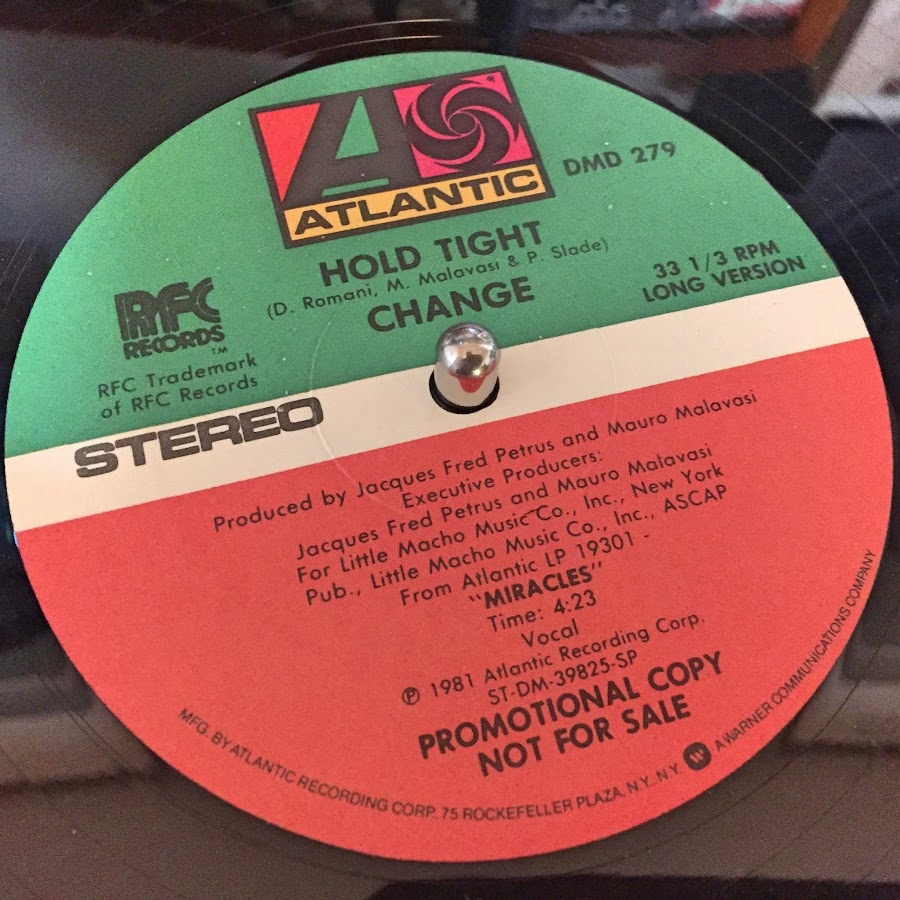 ATLANTIC
DMD 279
HOLD TIGHT
(D. Romani, M. Malavasi & P. Slade)
CHANGE
33 1/3 RPM
LONG VERSION
RFC
RECORDS
TM
RFC Trademark
of RFC Records
STEREO
Produced by Jacques Fred Petrus and Mauro Malavasi
Executive Producers:
Jacques Fred Petrus and Mauro Malavasi
For Little Macho Music Co., Inc., New York
Pub., Little Macho Music Co., Inc., ASCAP
From Atlantic LP 19301 -
"MIRACLES"
Time: 4:23
Vocal
℗ 1981 Atlantic Recording Corp.
ST-DM-39825-SP
PROMOTIONAL COPY
NOT FOR SALE
MFG. BY ATLANTIC RECORDING CORP. 75 ROCKEFELLER PLAZA, N.Y. N.Y. A WARNER COMMUNICATIONS COMPANY